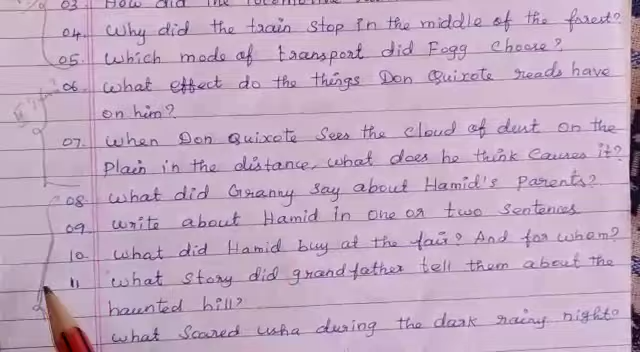 03 How did the locomotive
04. Why did the train stop in the middle of the forest?
05. Which mode of transport did Fogg choose?
06. What effect do the things Don Quixote reads have
on him?
07. When Don Quixote sees the cloud of dust on the
Plain in the distance, what does he think causes it?
08. What did Granny say about Hamid's Parents?
09. Write about Hamid in one or two sentences
10. What did Hamid buy at the fair? And for whom?
11 What story did grandfather tell them about the
haunted hill?
What scared Usha during the dark rainy night?